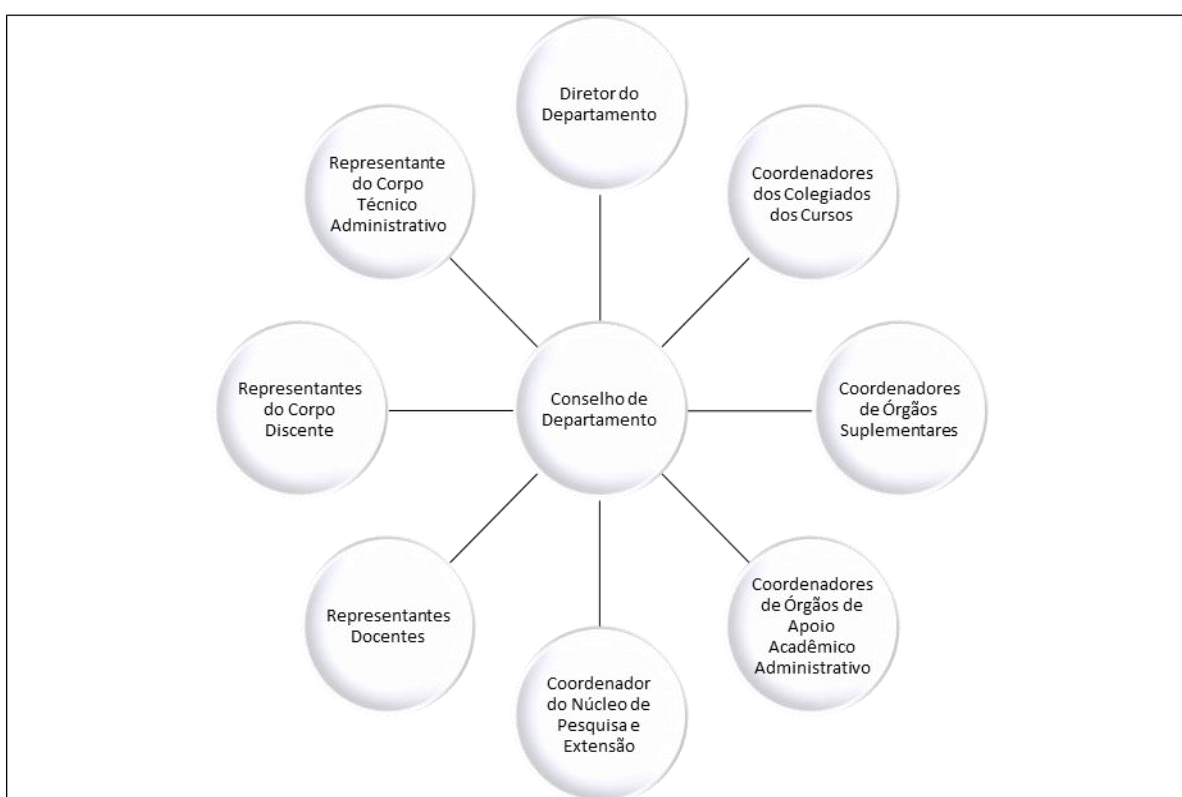 Diretor do
Departamento
Coordenadores
dos Colegiados
dos Cursos
Coordenadores
de Órgãos
Suplementares
Coordenadores
de Órgãos de
Apoio
Acadêmico
Administrativo
Coordenador
do Núcleo de
Pesquisa e
Extensão
Representantes
Docentes
Representantes
do Corpo
Discente
Representante
do Corpo
Técnico
Administrativo
Conselho de
Departamento